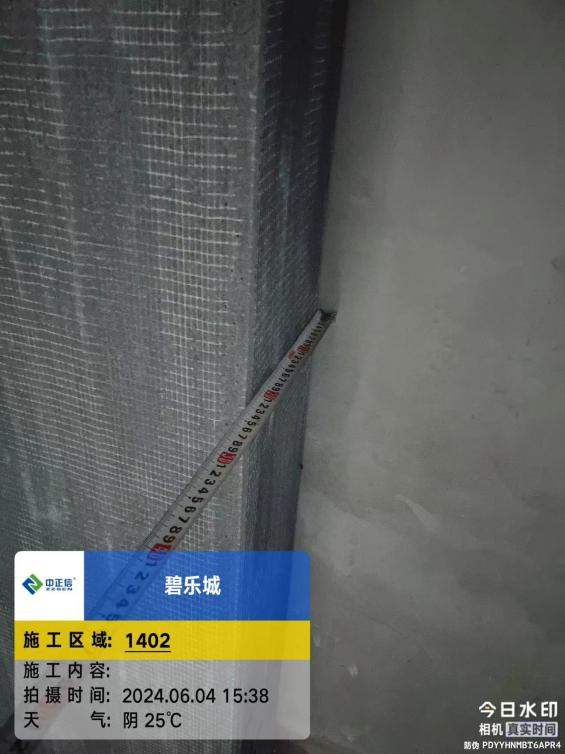 中正信
ZZSEN
碧乐城
施工区域: 1402
施工内容:
拍摄时间: 2024.06.04 15:38
天 气: 阴 25℃
今日水印
相机 真实时间
防伪 PDYYHNMBT6APR4